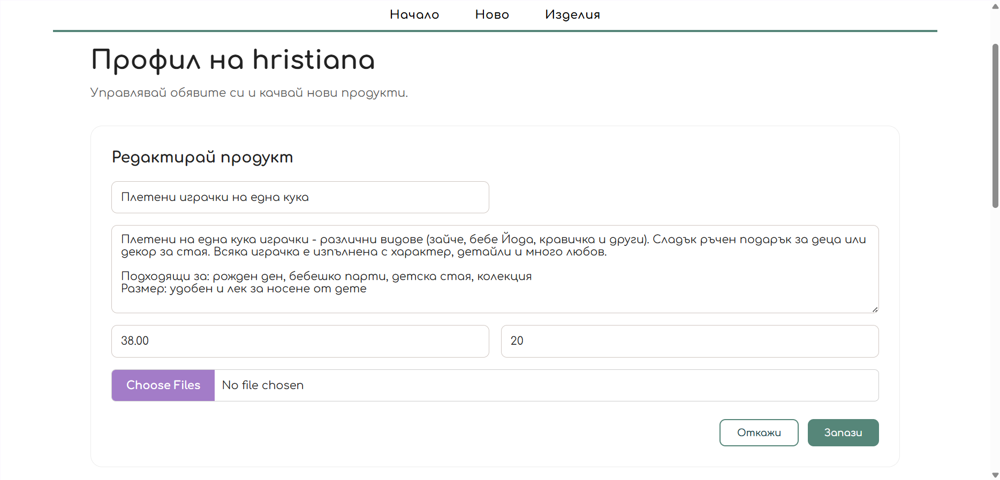 Начало Ново Изделия
Профил на hristiana
Управлявай обявите си и качвай нови продукти.
Редактирай продукт
Плетени играчки на една кука
Плетени на една кука играчки - различни видове (зайче, бебе Йода, кравичка и други). Сладък ръчен подарък за деца или
декор за стая. Всяка играчка е изпълнена с характер, детайли и много любов.
Подходящи за: рожден ден, бебешко парти, детска стая, колекция
Размер: удобен и лек за носене от дете
38.00 20
Choose Files No file chosen
Откажи Запази